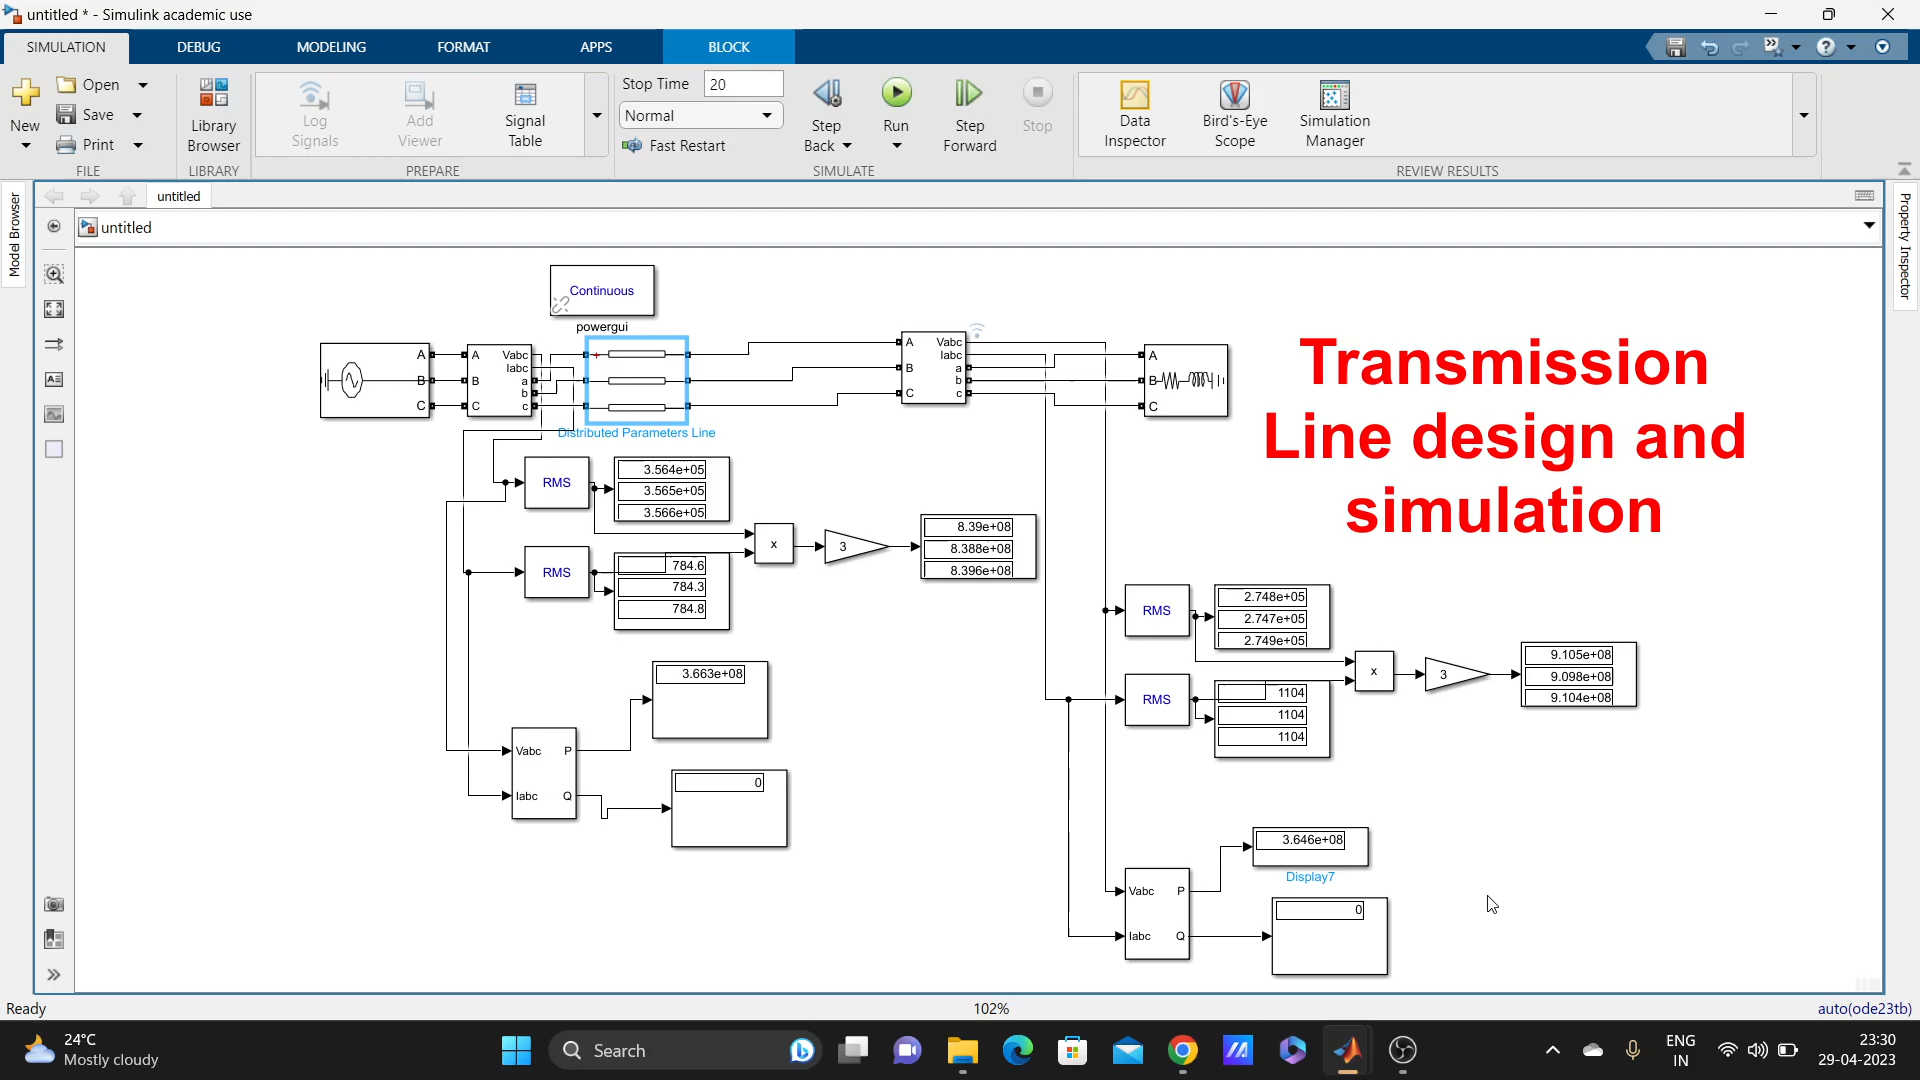 untitled * - Simulink academic use
SIMULATION DEBUG MODELING FORMAT APPS BLOCK
New
Open
Save
Print
FILE
Library
Browser
LIBRARY
Log
Signals
Add
Viewer
Signal
Table
PREPARE
Stop Time 20
Normal
Fast Restart
Step
Back
Run
Step
Forward
Stop
SIMULATE
Data
Inspector
Bird's-Eye
Scope
Simulation
Manager
REVIEW RESULTS
Model Browser
Property Inspector
untitled
untitled
Continuous
powergui
A
B
C
A Vabc
Iabc
B a
b
C c
Distributed Parameters Line
A Vabc
Iabc
B a
b
C c
A
B
C
Transmission
Line design and
simulation
RMS
3.564e+05
3.565e+05
3.566e+05
RMS
784.6
784.3
784.8
x
3
8.39e+08
8.388e+08
8.396e+08
3.663e+08
Vabc P
Iabc Q
0
RMS
2.748e+05
2.747e+05
2.749e+05
RMS
1104
1104
1104
x
3
9.105e+08
9.098e+08
9.104e+08
3.646e+08
Display7
Vabc P
Iabc Q
0
Ready 102% auto(ode23tb)
24°C
Mostly cloudy
Search
ENG
IN
23:30
29-04-2023